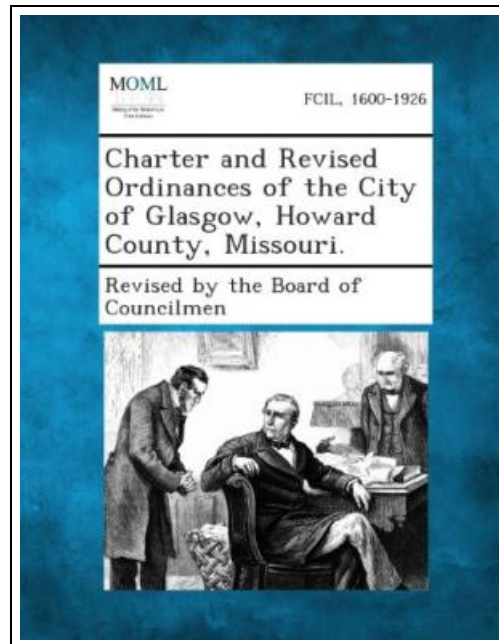 MOML
FCIL, 1600-1926
Charter and Revised
Ordinances of the City
of Glasgow, Howard
County, Missouri.
Revised by the Board of
Councilmen